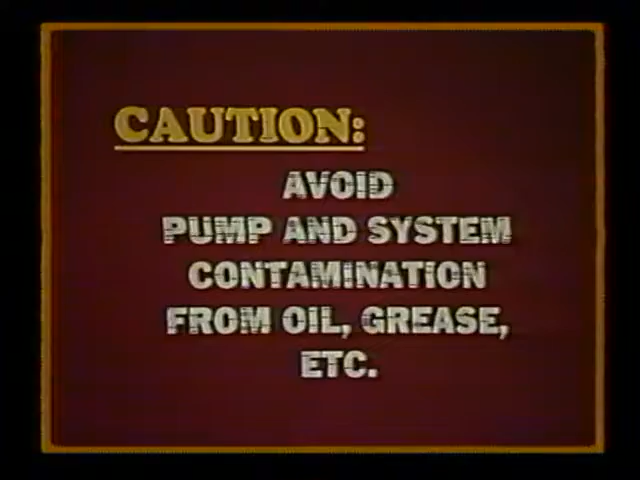 CAUTION:
AVOID
PUMP AND SYSTEM
CONTAMINATION
FROM OIL, GREASE,
ETC.